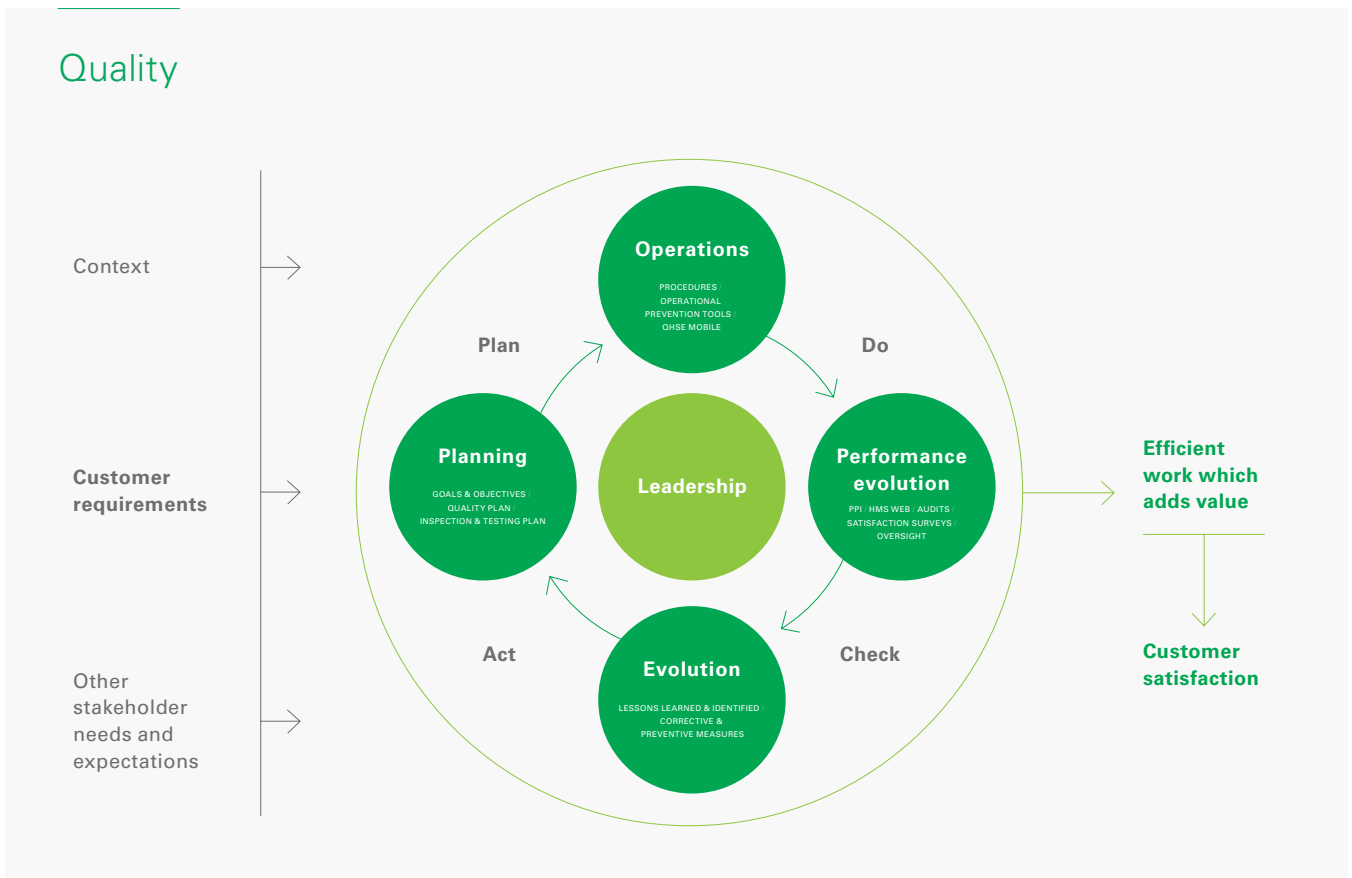 Quality
Context
Customer
requirements
Other
stakeholder
needs and
expectations
Plan
Do
Check
Act
Operations
PROCEDURES /
OPERATIONAL
PREVENTION TOOLS /
QHSE MOBILE
Planning
GOALS & OBJECTIVES /
QUALITY PLAN /
INSPECTION & TESTING PLAN
Leadership
Performance
evolution
PPI / HMS WEB / AUDITS /
SATISFACTION SURVEYS /
OVERSIGHT
Evolution
LESSONS LEARNED & IDENTIFIED /
CORRECTIVE &
PREVENTIVE MEASURES
Efficient
work which
adds value
Customer
satisfaction